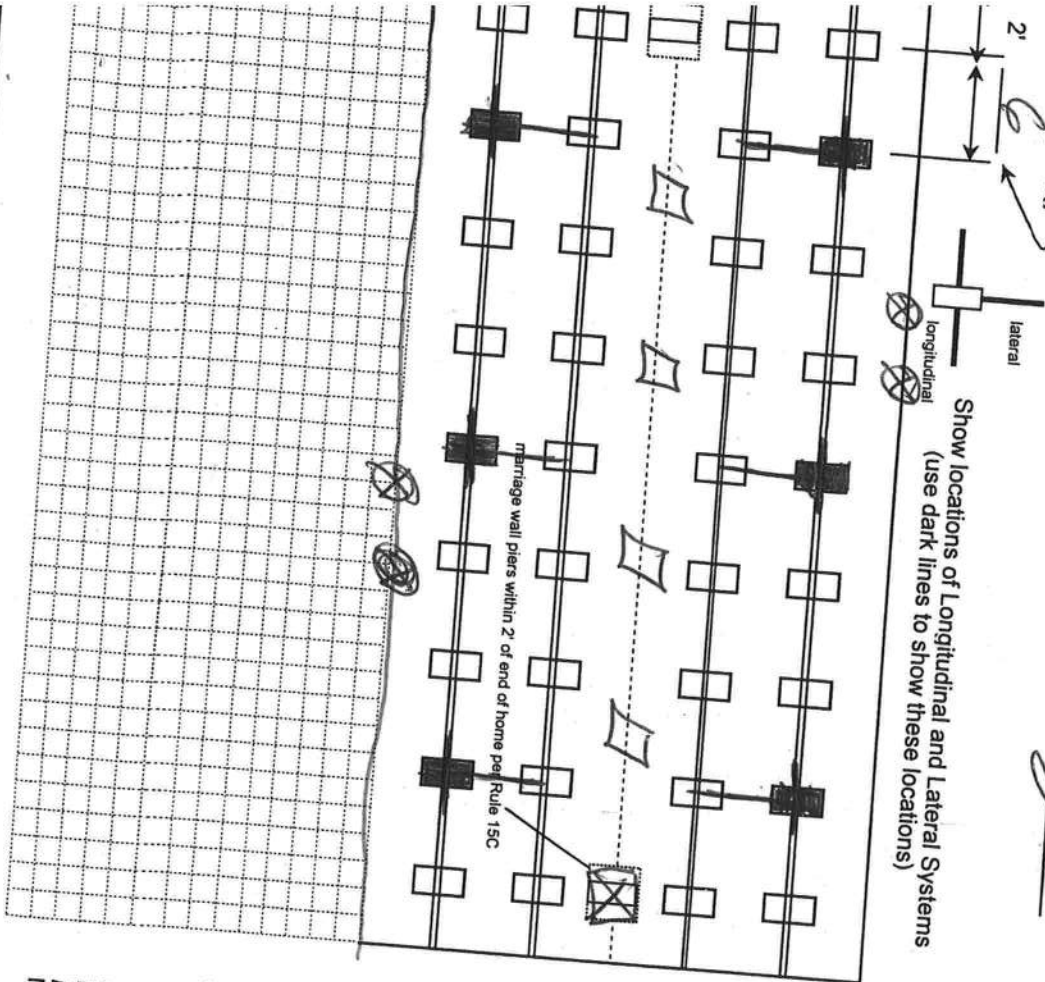 2'
6
lateral
longitudinal
Show locations of Longitudinal and Lateral Systems
(use dark lines to show these locations)
marriage wall piers within 2' of end of home per Rule 15C